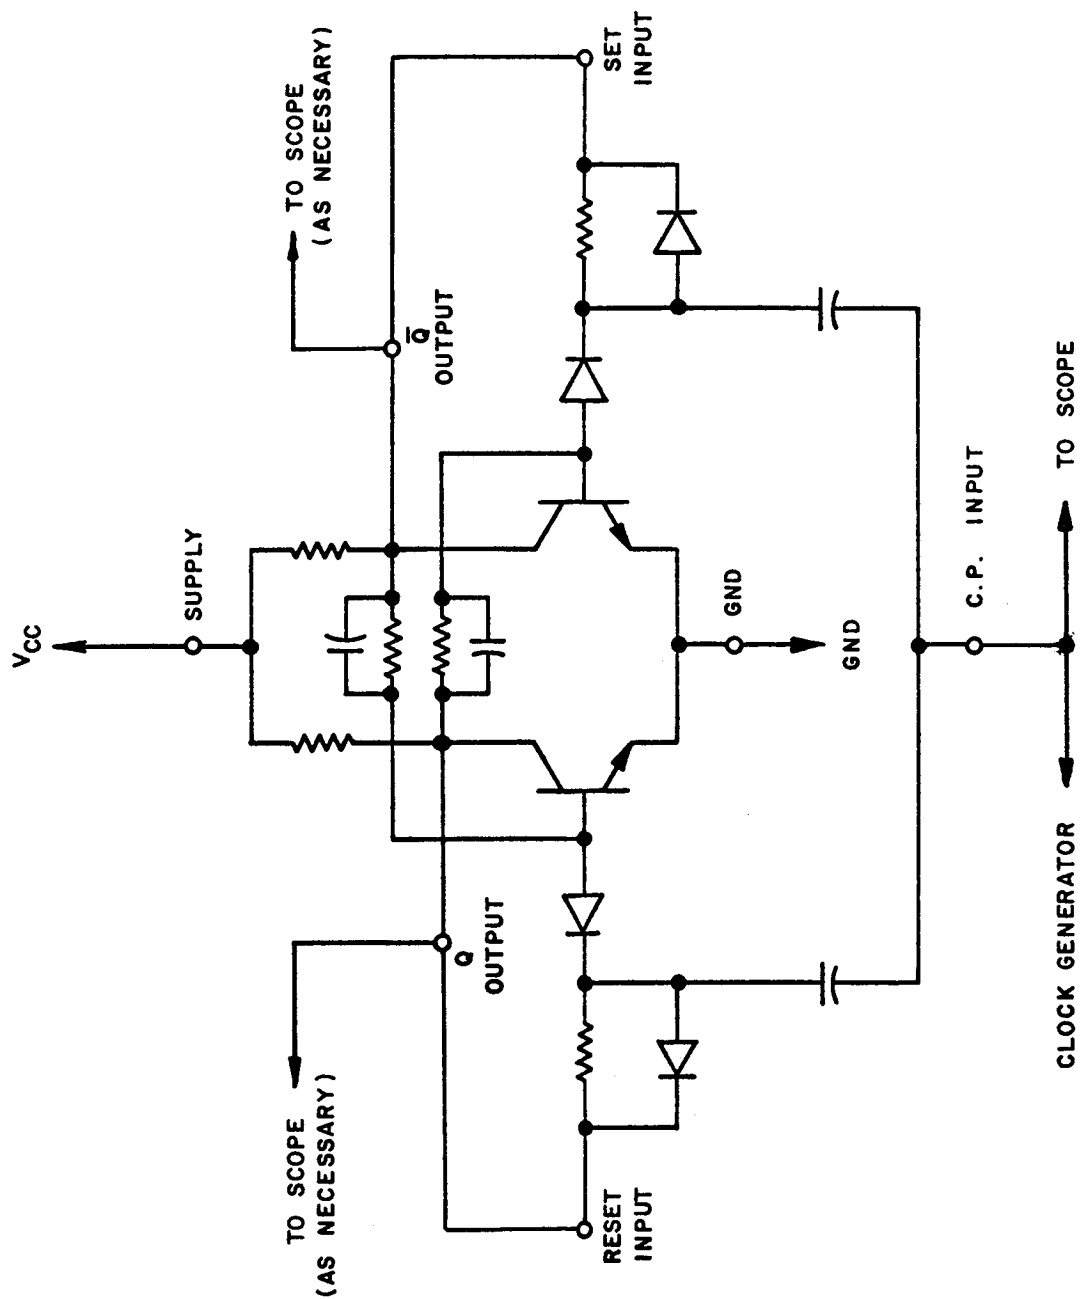 VCC
SUPPLY
TO SCOPE
(AS NECESSARY)
TO SCOPE
(AS NECESSARY)
Q
OUTPUT
Q̅
OUTPUT
RESET
INPUT
SET
INPUT
GND
GND
C.P. INPUT
CLOCK GENERATOR
TO SCOPE